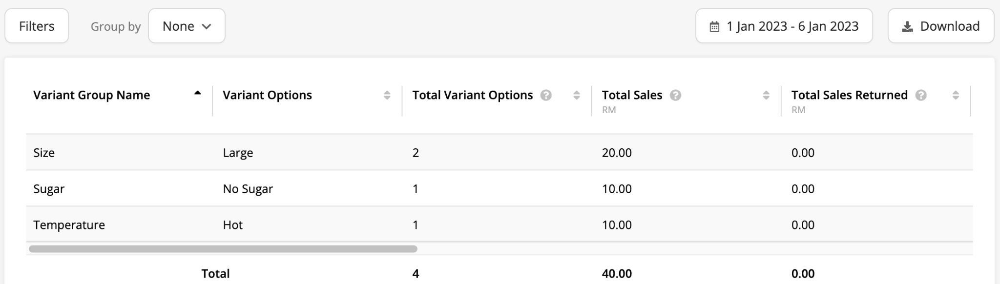 Filters Group by None 1 Jan 2023 - 6 Jan 2023 Download
Variant Group Name Variant Options Total Variant Options ? Total Sales ? Total Sales Returned ?
RM RM
Size Large 2 20.00 0.00
Sugar No Sugar 1 10.00 0.00
Temperature Hot 1 10.00 0.00
Total 4 40.00 0.00